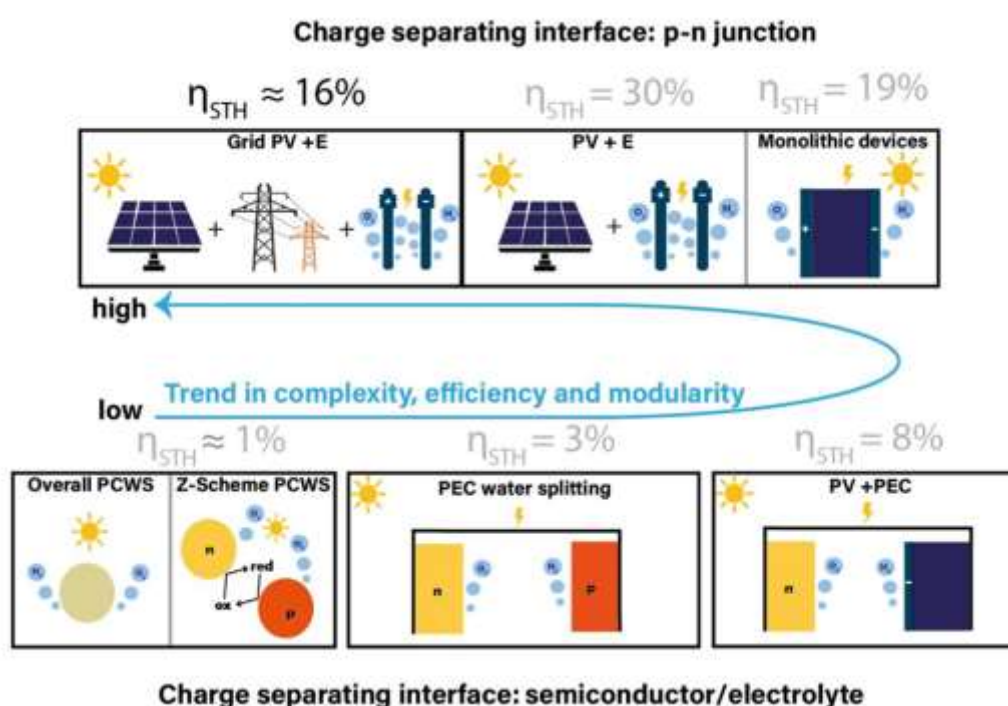 Charge separating interface: p-n junction
ηSTH ≈ 16% ηSTH = 30% ηSTH = 19%
Grid PV +E PV + E Monolithic devices
+ + + + -
high
Trend in complexity, efficiency and modularity
low
ηSTH ≈ 1% ηSTH = 3% ηSTH = 8%
Overall PCWS Z-Scheme PCWS PEC water splitting PV +PEC
n
red
ox
p
n p
n -
Charge separating interface: semiconductor/electrolyte